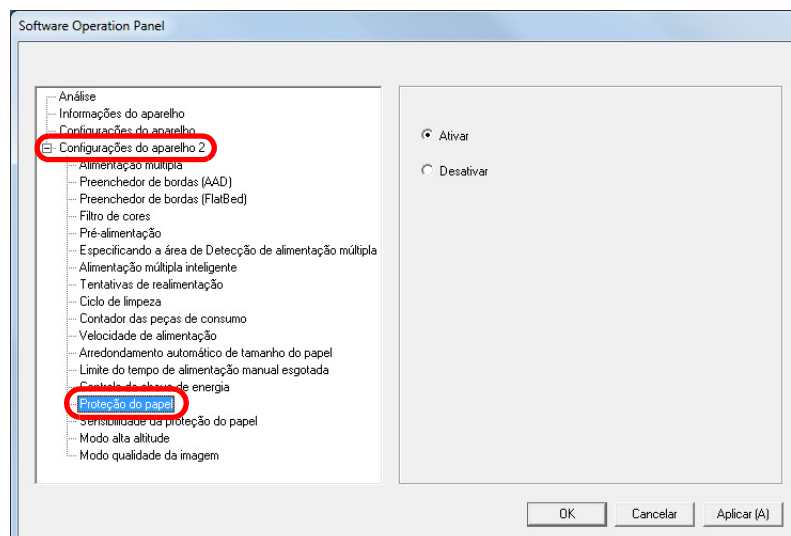 Software Operation Panel
Análise
Informações do aparelho
Configurações do aparelho
Configurações do aparelho 2
Alimentação múltipla
Preenchedor de bordas (AAD)
Preenchedor de bordas (FlatBed)
Filtro de cores
Pré-alimentação
Especificando a área de Detecção de alimentação múltipla
Alimentação múltipla inteligente
Tentativas de realimentação
Ciclo de limpeza
Contador das peças de consumo
Velocidade de alimentação
Arredondamento automático de tamanho do papel
Limite do tempo de alimentação manual esgotada
Controle da chave de energia
Proteção do papel
Sensibilidade da proteção do papel
Modo alta altitude
Modo qualidade da imagem
Ativar
Desativar
OK Cancelar Aplicar (A)